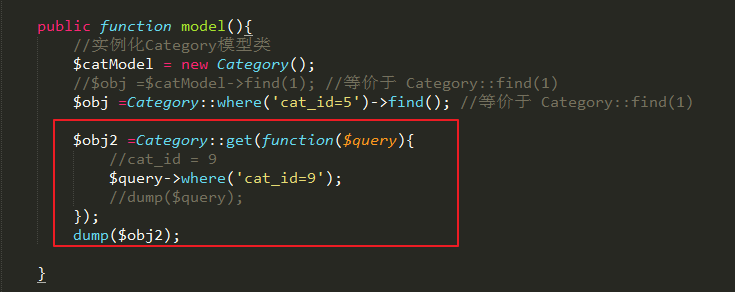 public function model(){
//实例化Category模型类
$catModel = new Category();
//$obj =$catModel->find(1); //等价于 Category::find(1)
$obj =Category::where('cat_id=5')->find(); //等价于 Category::find(1)
$obj2 =Category::get(function($query){
//cat_id = 9
$query->where('cat_id=9');
//dump($query);
});
dump($obj2);
}